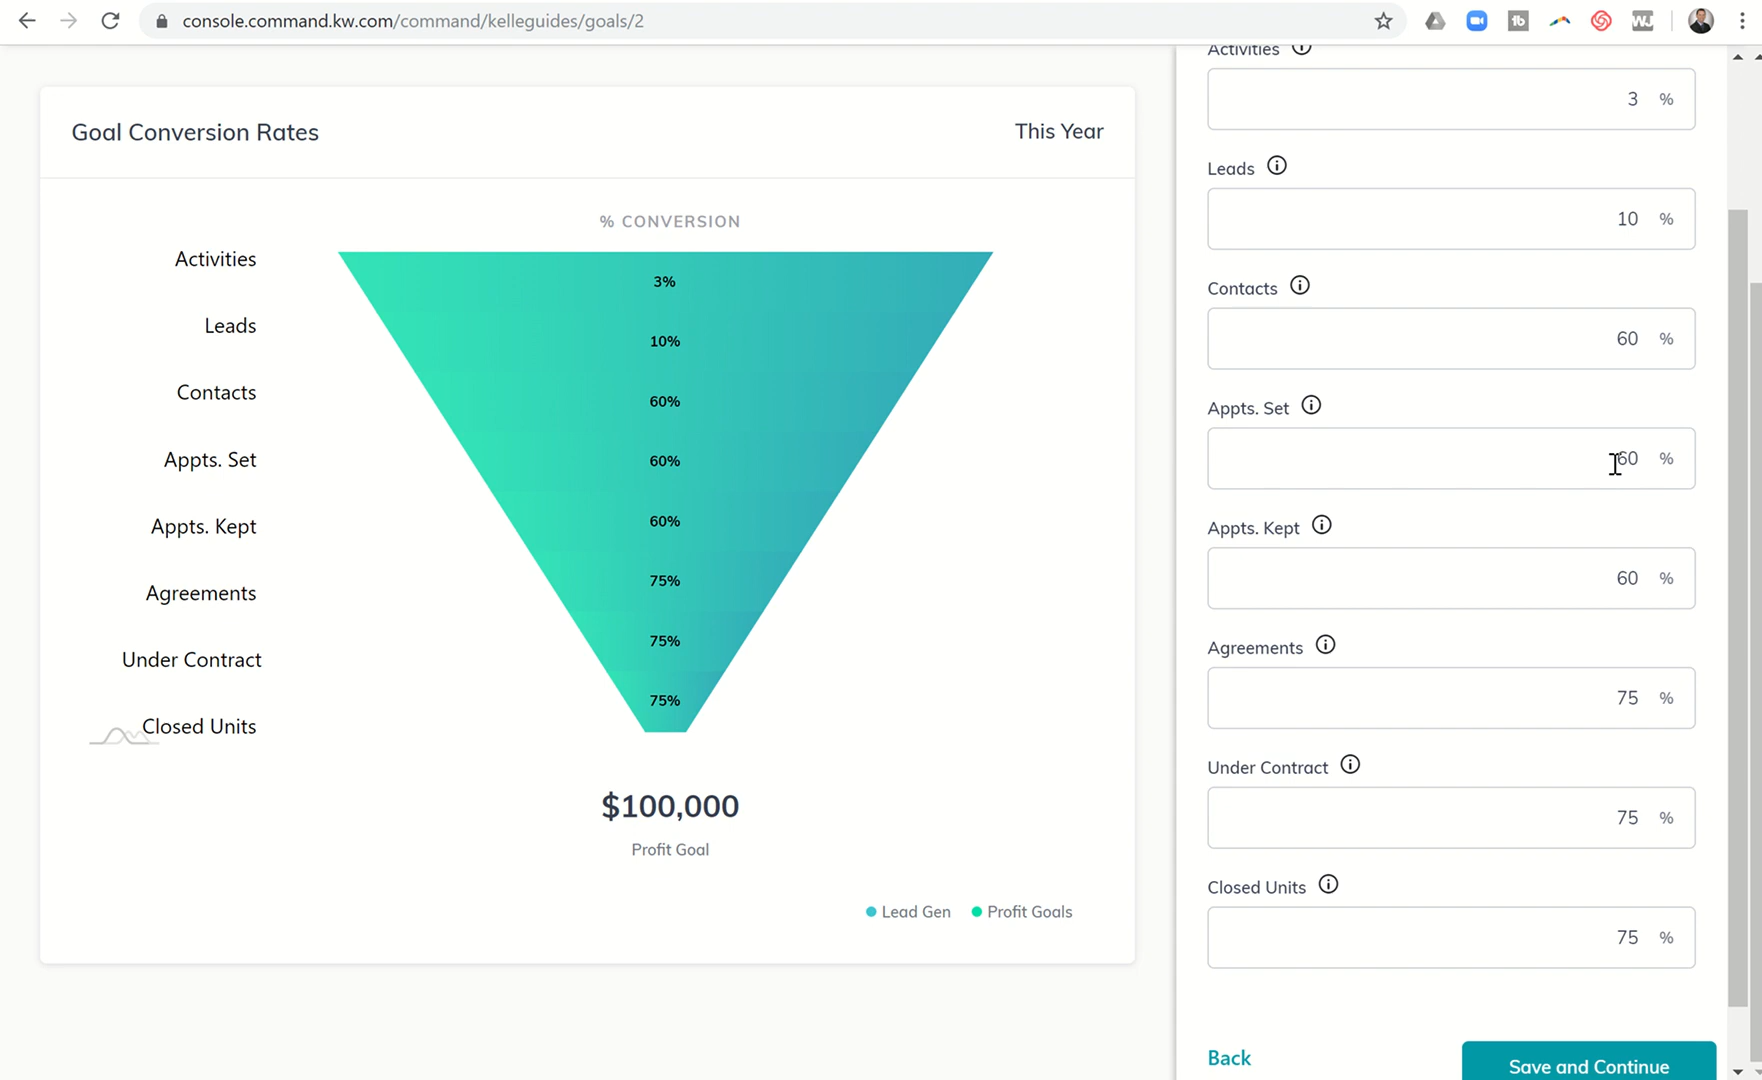 console.command.kw.com/command/kelleguides/goals/2
tb
WJ
Goal Conversion Rates
This Year
% CONVERSION
Activities
3%
Leads
10%
Contacts
60%
Appts. Set
60%
Appts. Kept
60%
Agreements
75%
Under Contract
75%
Closed Units
75%
$100,000
Profit Goal
Lead Gen
Profit Goals
Activities
3 %
Leads
10 %
Contacts
60 %
Appts. Set
60 %
Appts. Kept
60 %
Agreements
75 %
Under Contract
75 %
Closed Units
75 %
Back
Save and Continue